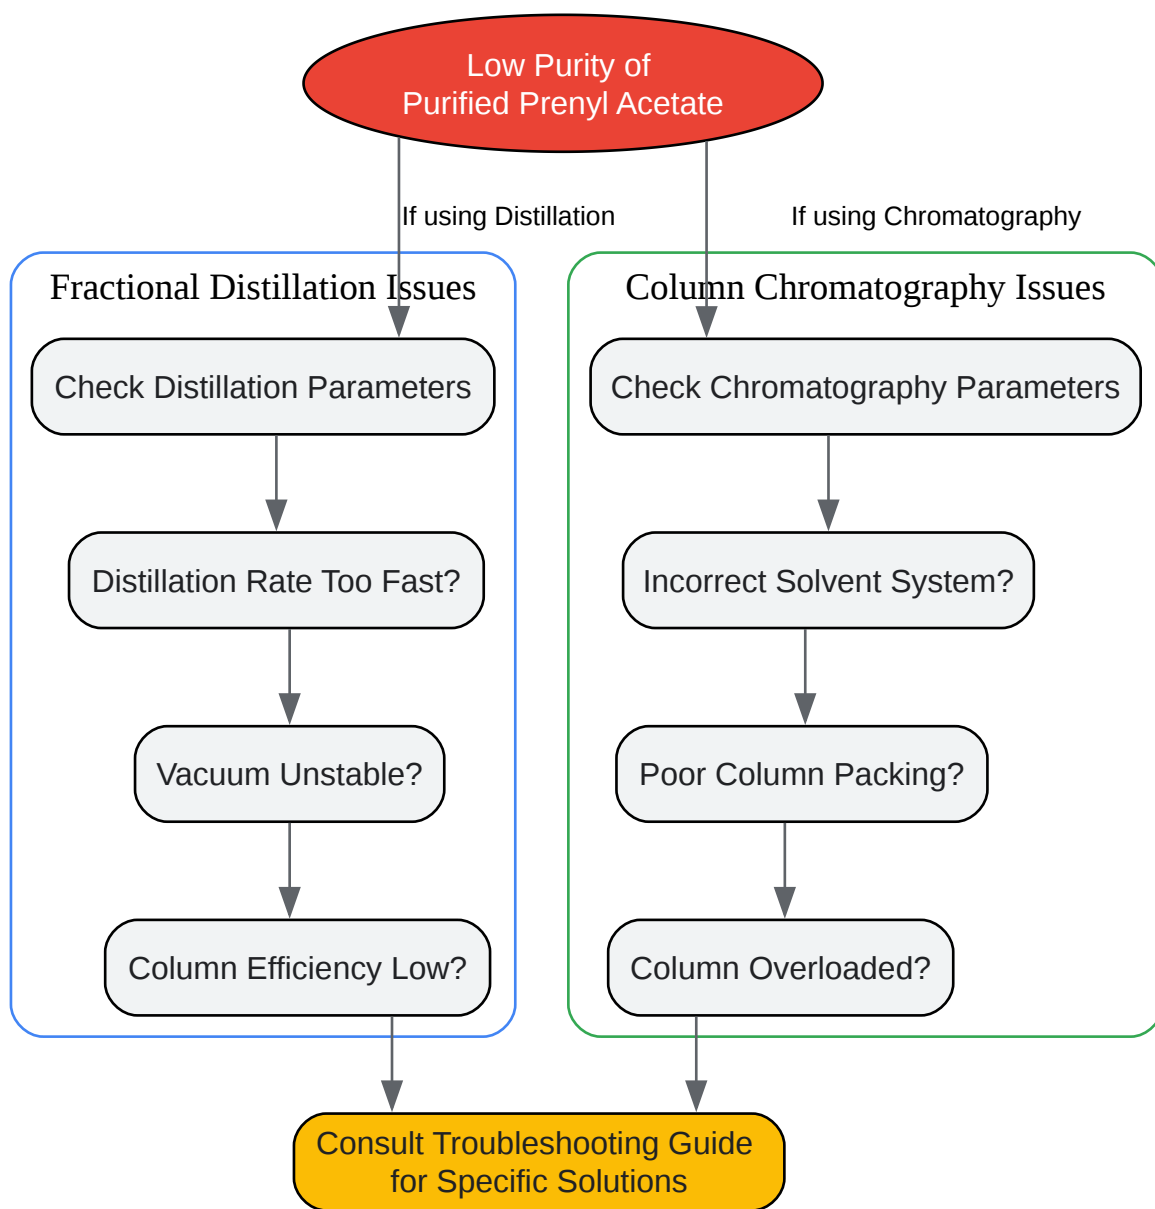 Low Purity of
Purified Prenyl Acetate
If using Distillation
If using Chromatography
Fractional Distillation Issues
Column Chromatography Issues
Check Distillation Parameters
Check Chromatography Parameters
Distillation Rate Too Fast?
Incorrect Solvent System?
Vacuum Unstable?
Poor Column Packing?
Column Efficiency Low?
Column Overloaded?
Consult Troubleshooting Guide
for Specific Solutions